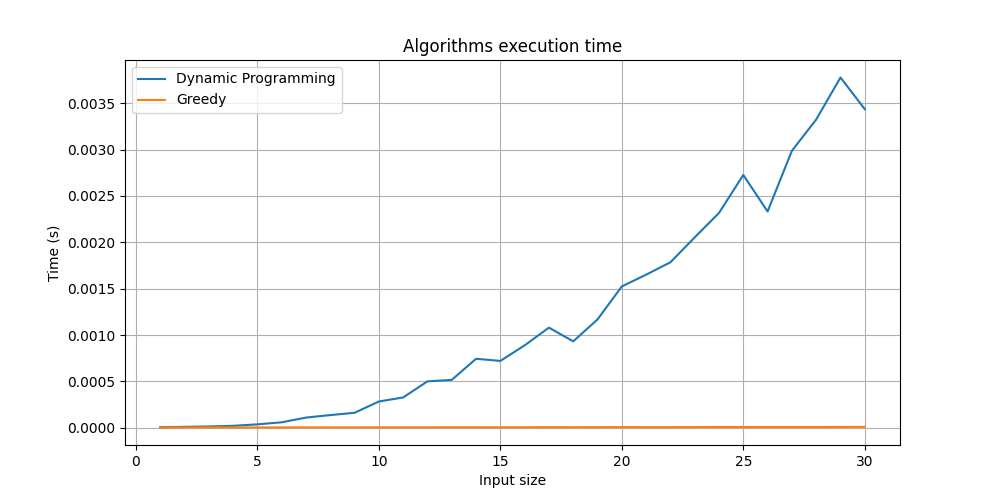 Algorithms execution time
Dynamic Programming
Greedy
0.0035
0.0030
0.0025
0.0020
0.0015
0.0010
0.0005
0.0000
Time (s)
0 5 10 15 20 25 30
Input size